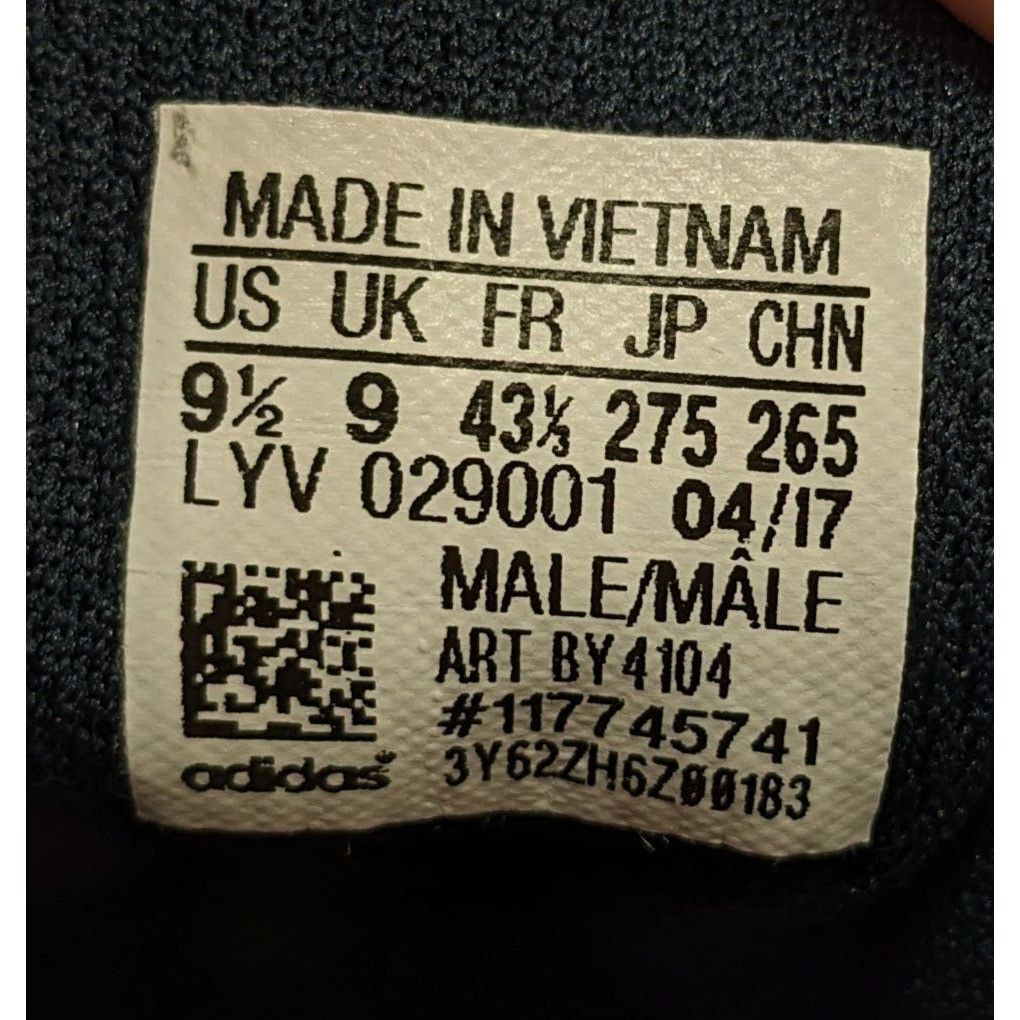 MADE IN VIETNAM
US UK FR JP CHN
9½ 9 43⅓ 275 265
LYV 029001 04/17
MALE/MÂLE
ART BY4104
#117745741
3Y62ZH6Z00183
adidas